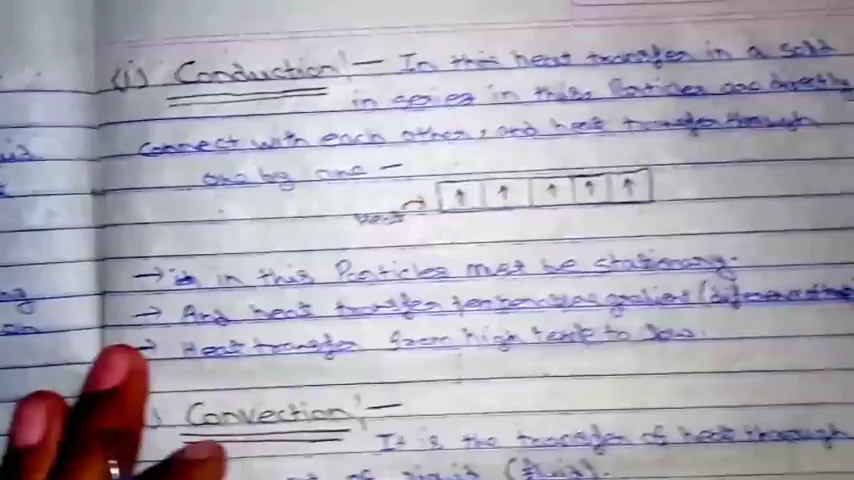 (i) Conduction :- In this heat transfer in a solid
in series in this Particles are directly
Connect with each other, and heat transfer through
one by one -
→ in this Particles must be stationary.
→ And heat transfer temperature gradient
→ Heat transfer from high temp to low.
) Convection :-
It is the transfer of heat through
of